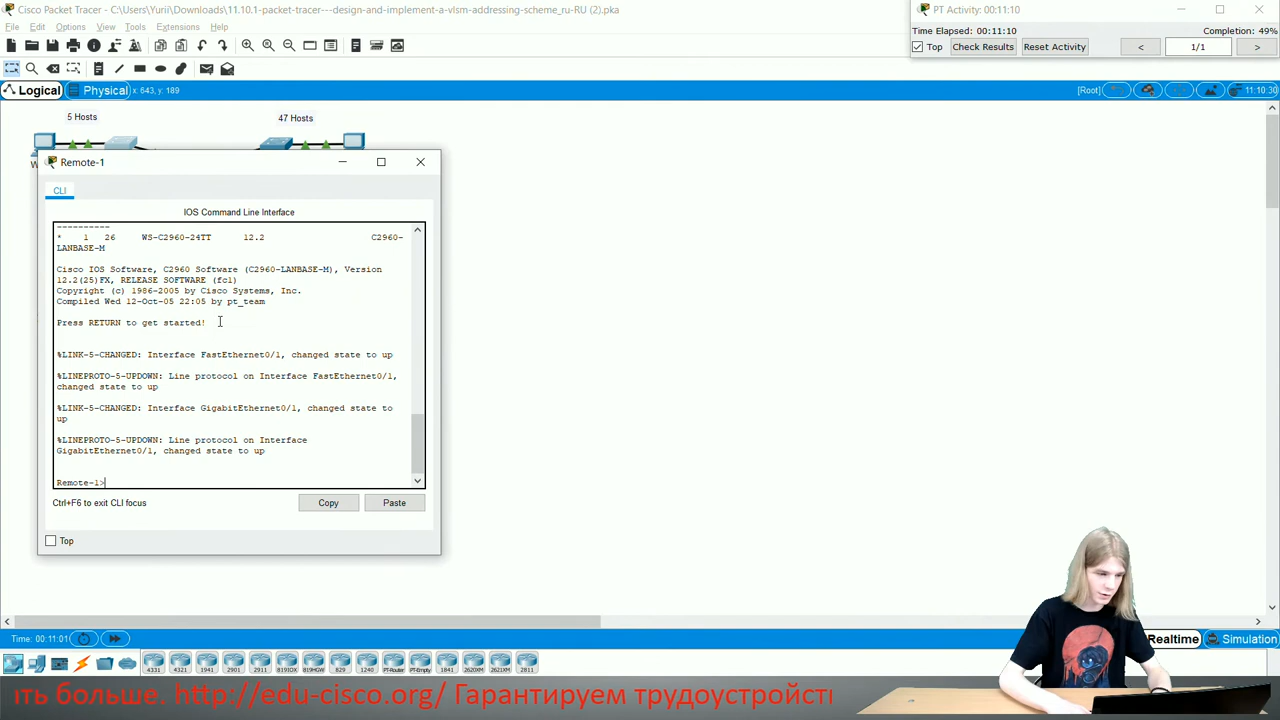 Cisco Packet Tracer - C:\Users\Yurii\Downloads\11.10.1-packet-tracer---design-and-implement-a-vlsm-addressing-scheme_ru-RU (2).pka
File Edit Options View Tools Extensions Help
PT Activity: 00:11:10
Time Elapsed: 00:11:10 Completion: 49%
Top Check Results Reset Activity < 1/1 >
Logical Physical x: 643, y: 189 [Root] 11:10:30
5 Hosts 47 Hosts
Remote-1
CLI
IOS Command Line Interface
----------
* 1 26 WS-C2960-24TT 12.2 C2960-
LANBASE-M
Cisco IOS Software, C2960 Software (C2960-LANBASE-M), Version
12.2(25)FX, RELEASE SOFTWARE (fc1)
Copyright (c) 1986-2005 by Cisco Systems, Inc.
Compiled Wed 12-Oct-05 22:05 by pt_team
Press RETURN to get started!
%LINK-5-CHANGED: Interface FastEthernet0/1, changed state to up
%LINEPROTO-5-UPDOWN: Line protocol on Interface FastEthernet0/1,
changed state to up
%LINK-5-CHANGED: Interface GigabitEthernet0/1, changed state to
up
%LINEPROTO-5-UPDOWN: Line protocol on Interface
GigabitEthernet0/1, changed state to up
Remote-1>
Ctrl+F6 to exit CLI focus Copy Paste
Top
Time: 00:11:01 Realtime Simulation
4331 4321 1941 2901 2911 819IOX 819HGW 829 1240 PT-Router PT-Empty 1841 2620XM 2621XM 2811
ить больше. http://edu-cisco.org/ Гарантируем трудоустройсті